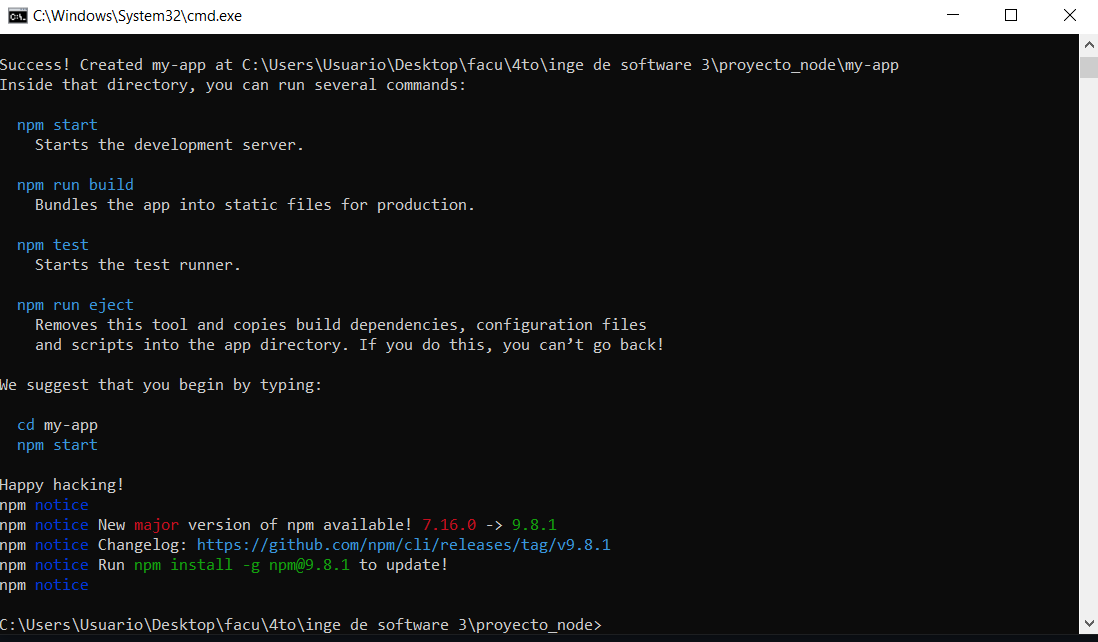 C:\Windows\System32\cmd.exe
Success! Created my-app at C:\Users\Usuario\Desktop\facu\4to\inge de software 3\proyecto_node\my-app
Inside that directory, you can run several commands:
npm start
Starts the development server.
npm run build
Bundles the app into static files for production.
npm test
Starts the test runner.
npm run eject
Removes this tool and copies build dependencies, configuration files
and scripts into the app directory. If you do this, you can’t go back!
We suggest that you begin by typing:
cd my-app
npm start
Happy hacking!
npm notice
npm notice New major version of npm available! 7.16.0 -> 9.8.1
npm notice Changelog: https://github.com/npm/cli/releases/tag/v9.8.1
npm notice Run npm install -g npm@9.8.1 to update!
npm notice
C:\Users\Usuario\Desktop\facu\4to\inge de software 3\proyecto_node>